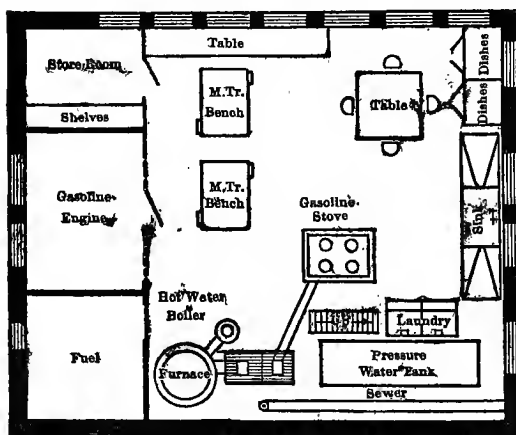 Table
Store Room
Dishes
Dishes
M.Tr.
Bench
Table
Shelves
M.Tr.
Bench
Gasoline
Engine
Gasoline
Stove
Sink
Hot Water
Boiler
Laundry
Fuel
Furnace
Pressure
Water Tank
Sewer